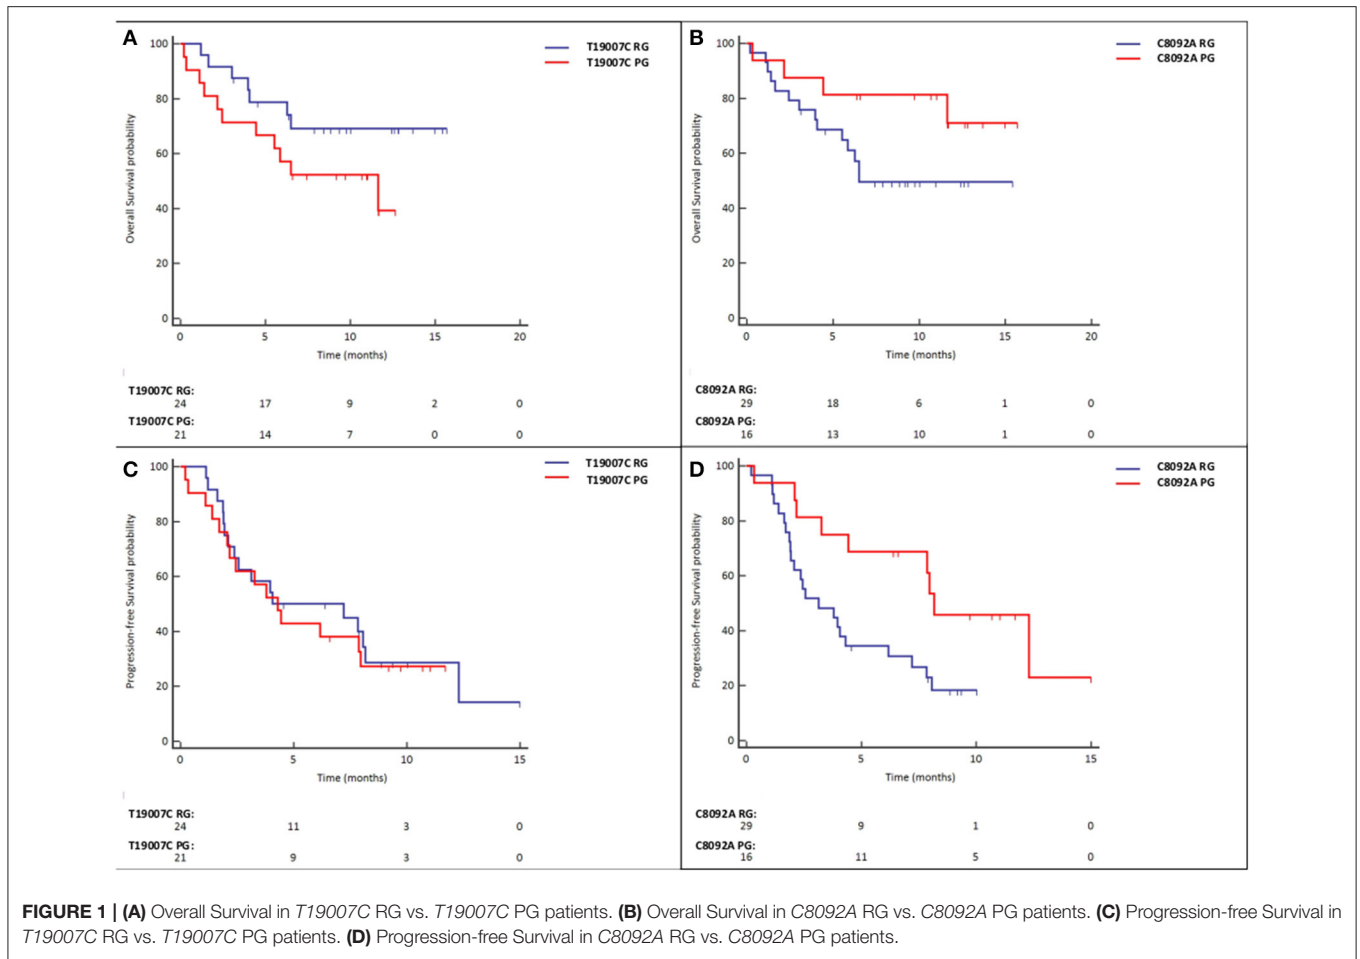 A
T19007C RG
T19007C PG
100
80
60
40
20
0
Overall Survival probability
0 5 10 15 20
Time (months)
T19007C RG:
24 17 9 2 0
T19007C PG:
21 14 7 0 0
B
C8092A RG
C8092A PG
100
80
60
40
20
0
Overall Survival probability
0 5 10 15 20
Time (months)
C8092A RG:
29 18 6 1 0
C8092A PG:
16 13 10 1 0
C
T19007C RG
T19007C PG
100
80
60
40
20
0
Progression-free Survival probability
0 5 10 15
Time (months)
T19007C RG:
24 11 3 0
T19007C PG:
21 9 3 0
D
C8092A RG
C8092A PG
100
80
60
40
20
0
Progression-free Survival probability
0 5 10 15
Time (months)
C8092A RG:
29 9 1 0
C8092A PG:
16 11 5 0
FIGURE 1 | (A) Overall Survival in T19007C RG vs. T19007C PG patients. (B) Overall Survival in C8092A RG vs. C8092A PG patients. (C) Progression-free Survival in
T19007C RG vs. T19007C PG patients. (D) Progression-free Survival in C8092A RG vs. C8092A PG patients.